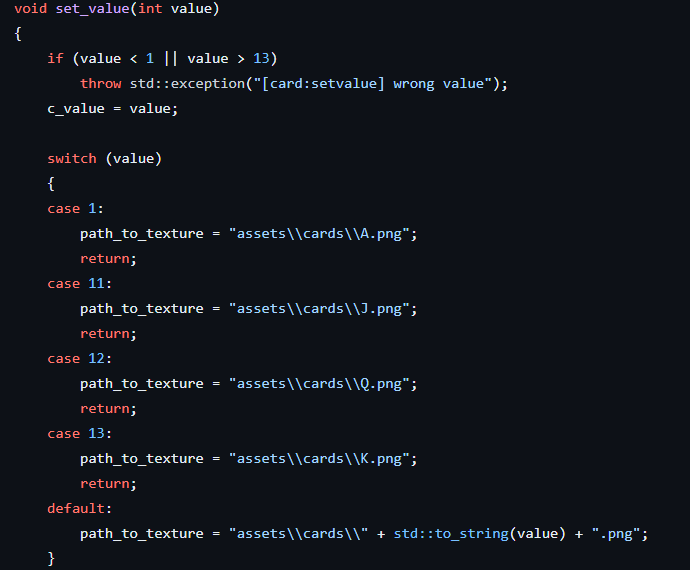 void set_value(int value)
{
    if (value < 1 || value > 13)
        throw std::exception("[card:setvalue] wrong value");
    c_value = value;

    switch (value)
    {
    case 1:
        path_to_texture = "assets\\cards\\A.png";
        return;
    case 11:
        path_to_texture = "assets\\cards\\J.png";
        return;
    case 12:
        path_to_texture = "assets\\cards\\Q.png";
        return;
    case 13:
        path_to_texture = "assets\\cards\\K.png";
        return;
    default:
        path_to_texture = "assets\\cards\\" + std::to_string(value) + ".png";
    }